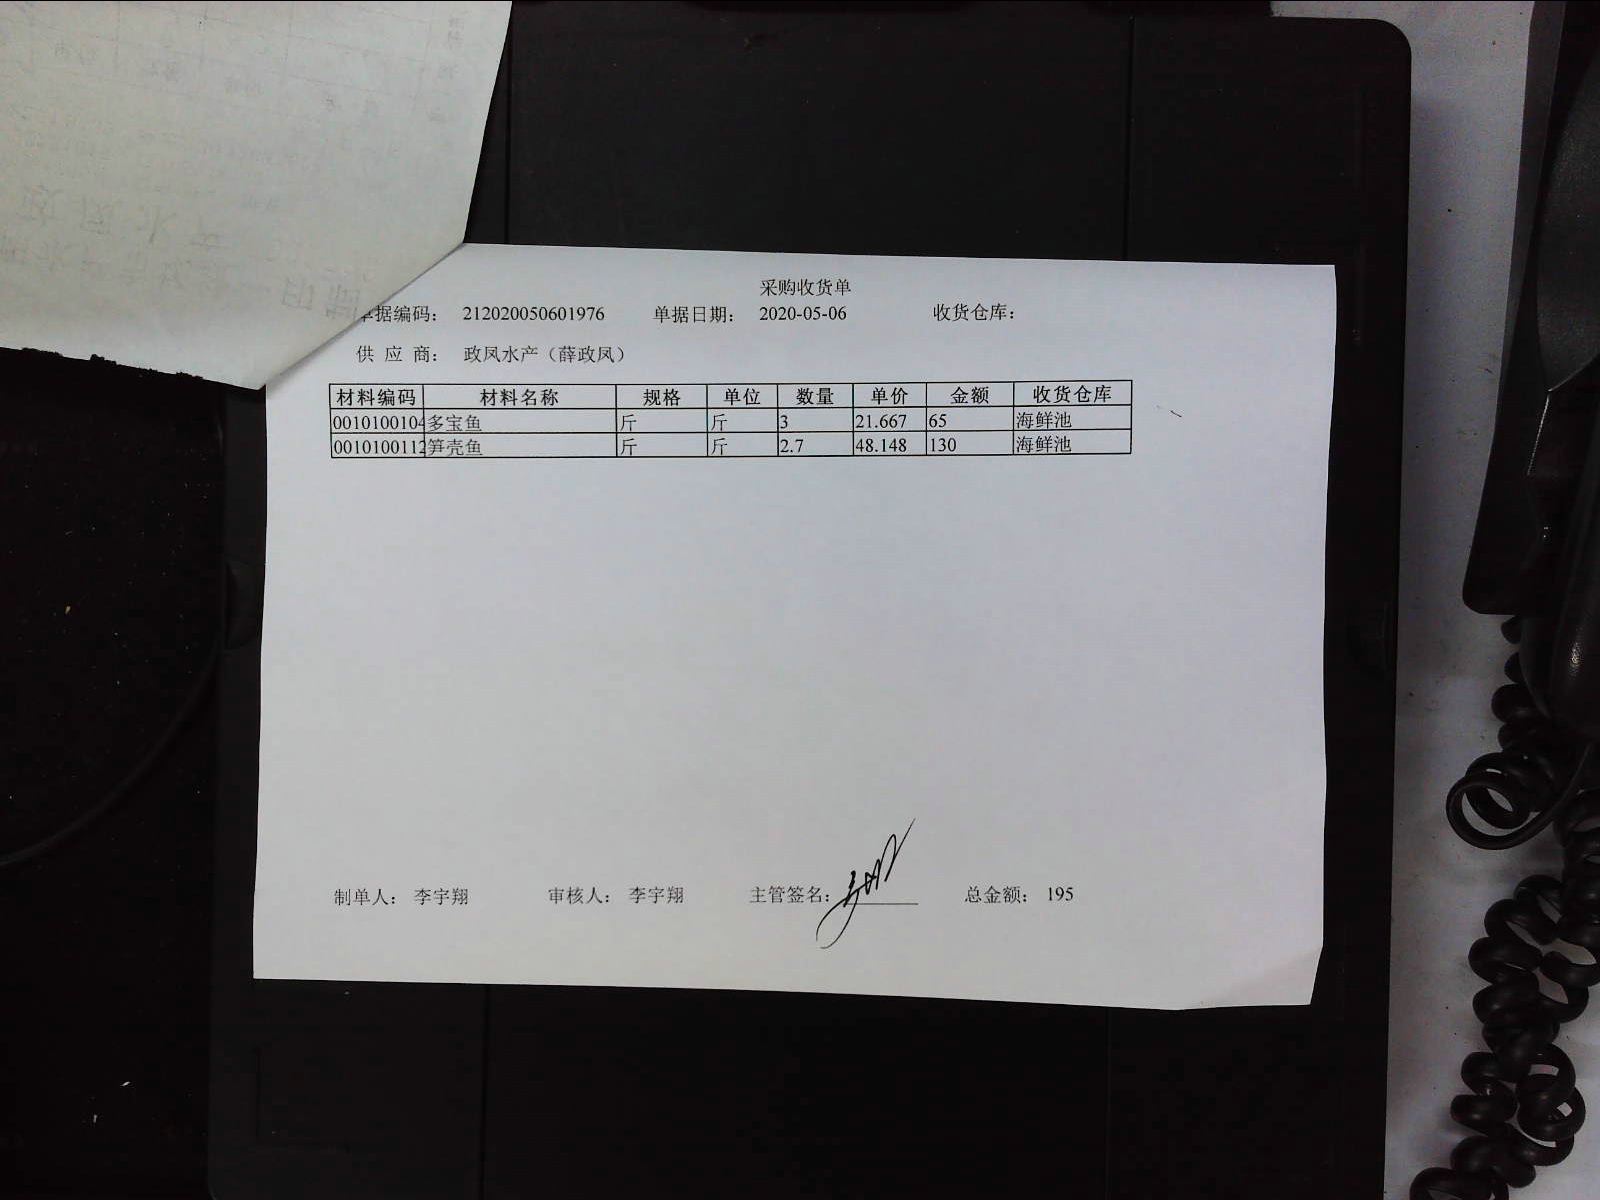 采购收货单
单据编码： 212020050601976 单据日期： 2020-05-06 收货仓库：
供 应 商： 政凤水产（薛政凤）
材料编码 材料名称 规格 单位 数量 单价 金额 收货仓库
0010100104 多宝鱼 斤 斤 3 21.667 65 海鲜池
0010100112 笋壳鱼 斤 斤 2.7 48.148 130 海鲜池
制单人： 李宇翔 审核人： 李宇翔 主管签名： 总金额： 195